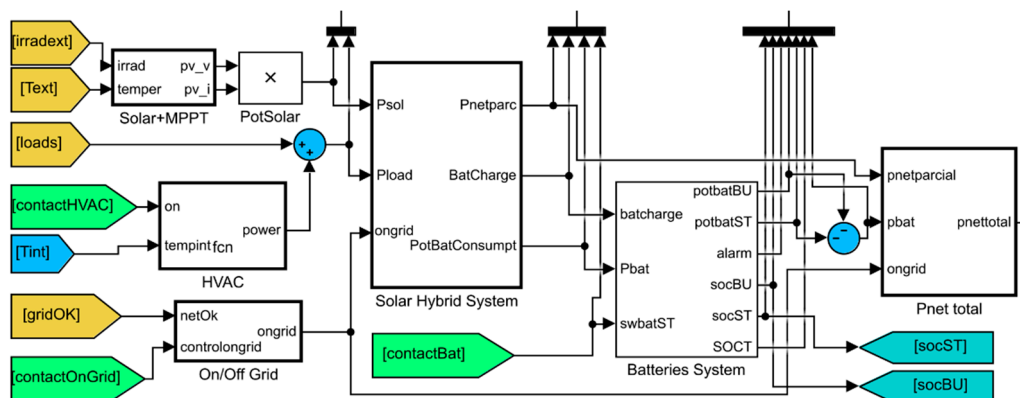 [irradext]
[Text]
irrad
temper
pv_v
pv_i
Solar+MPPT
×
PotSolar
[loads]
+
+
[contactHVAC]
[Tint]
on
tempint
fcn
power
HVAC
[gridOK]
[contactOnGrid]
netOk
controlongrid
ongrid
On/Off Grid
Psol
Pload
ongrid
Pnetparc
BatCharge
PotBatConsumpt
Solar Hybrid System
[contactBat]
batcharge
Pbat
swbatST
potbatBU
potbatST
alarm
socBU
socST
SOCT
Batteries System
−
−
pnetparcial
pbat
ongrid
pnettotal
Pnet total
[socST]
[socBU]